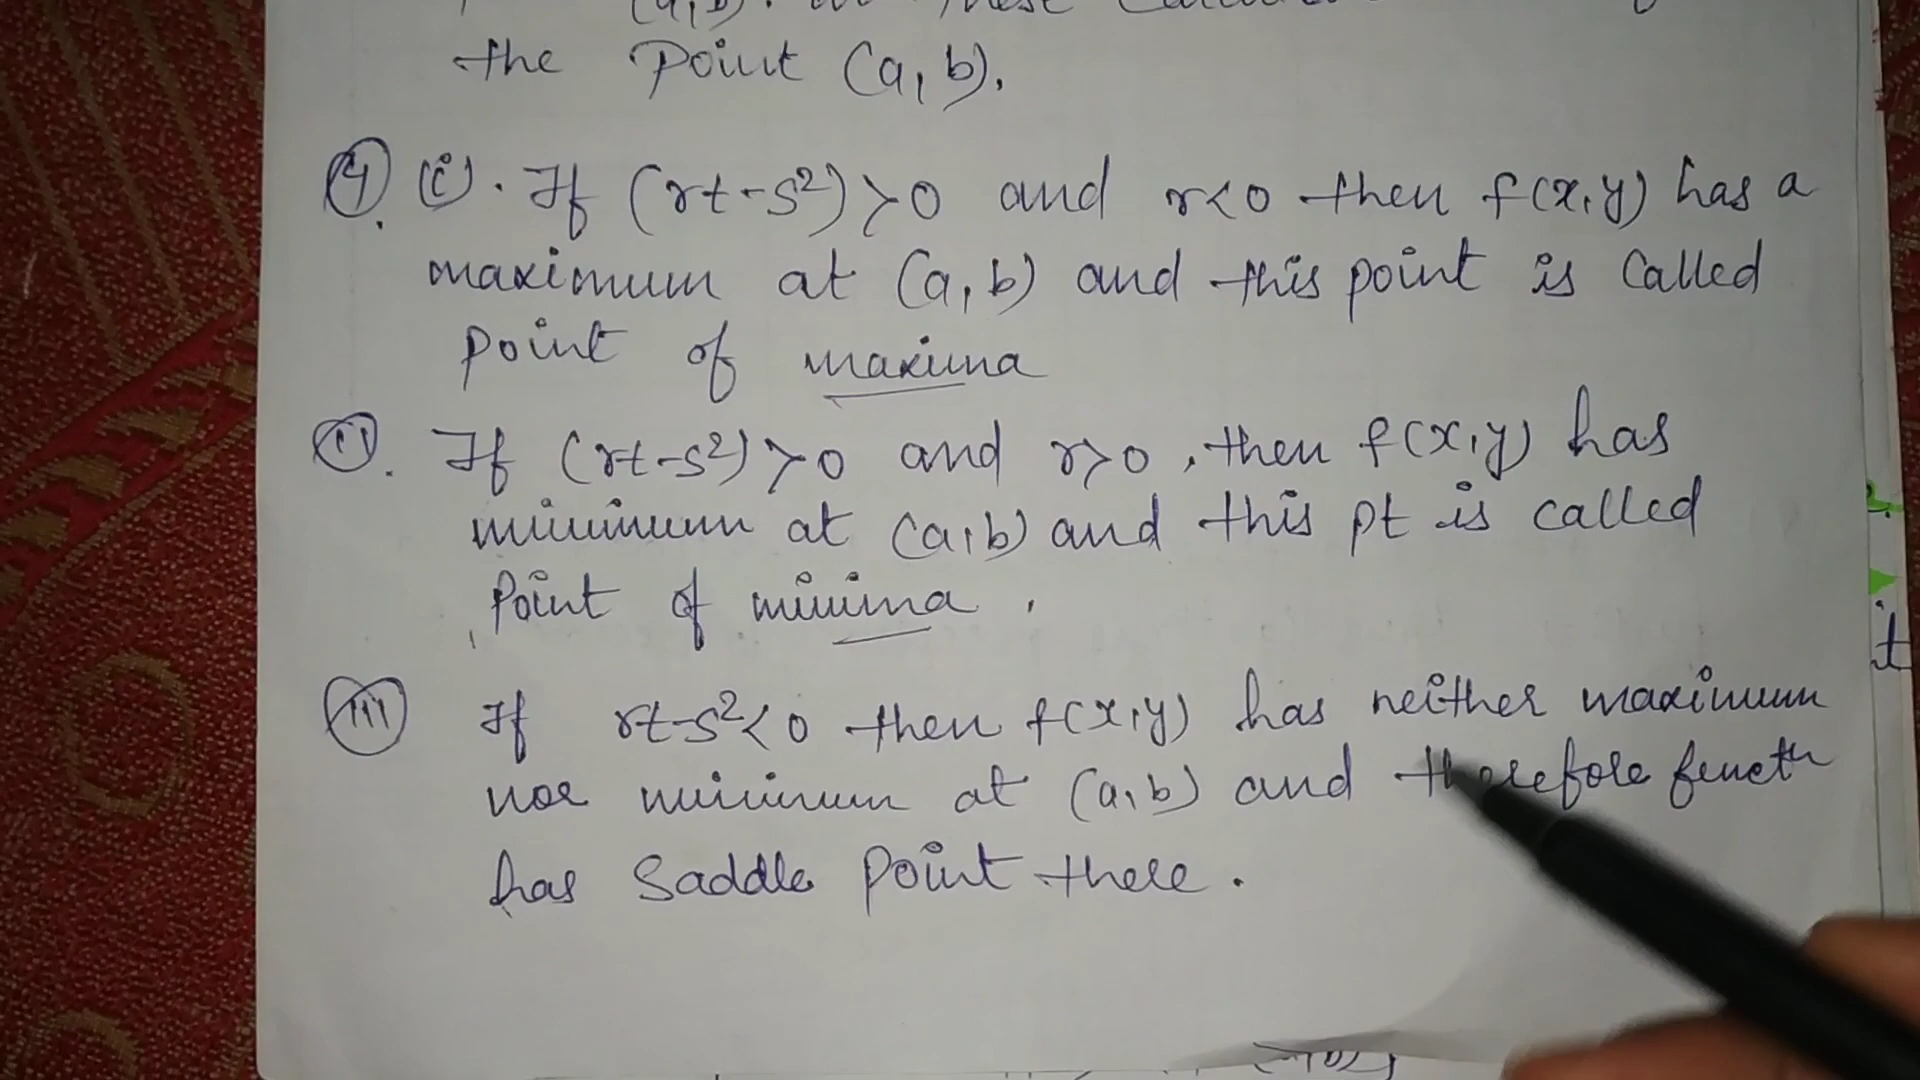 the Point (a, b).
4. (i). If (rt-s²)>0 and r<0 then f(x,y) has a
maximum at (a,b) and this point is called
point of maxima
(ii). If (rt-s²)>0 and r>0, then f(x,y) has
minimum at (a,b) and this pt is called
Point of minima.
(iii) If rt-s²<0 then f(x,y) has neither maximum
nor minimum at (a,b) and therefore functn
has Saddle Point there.
it